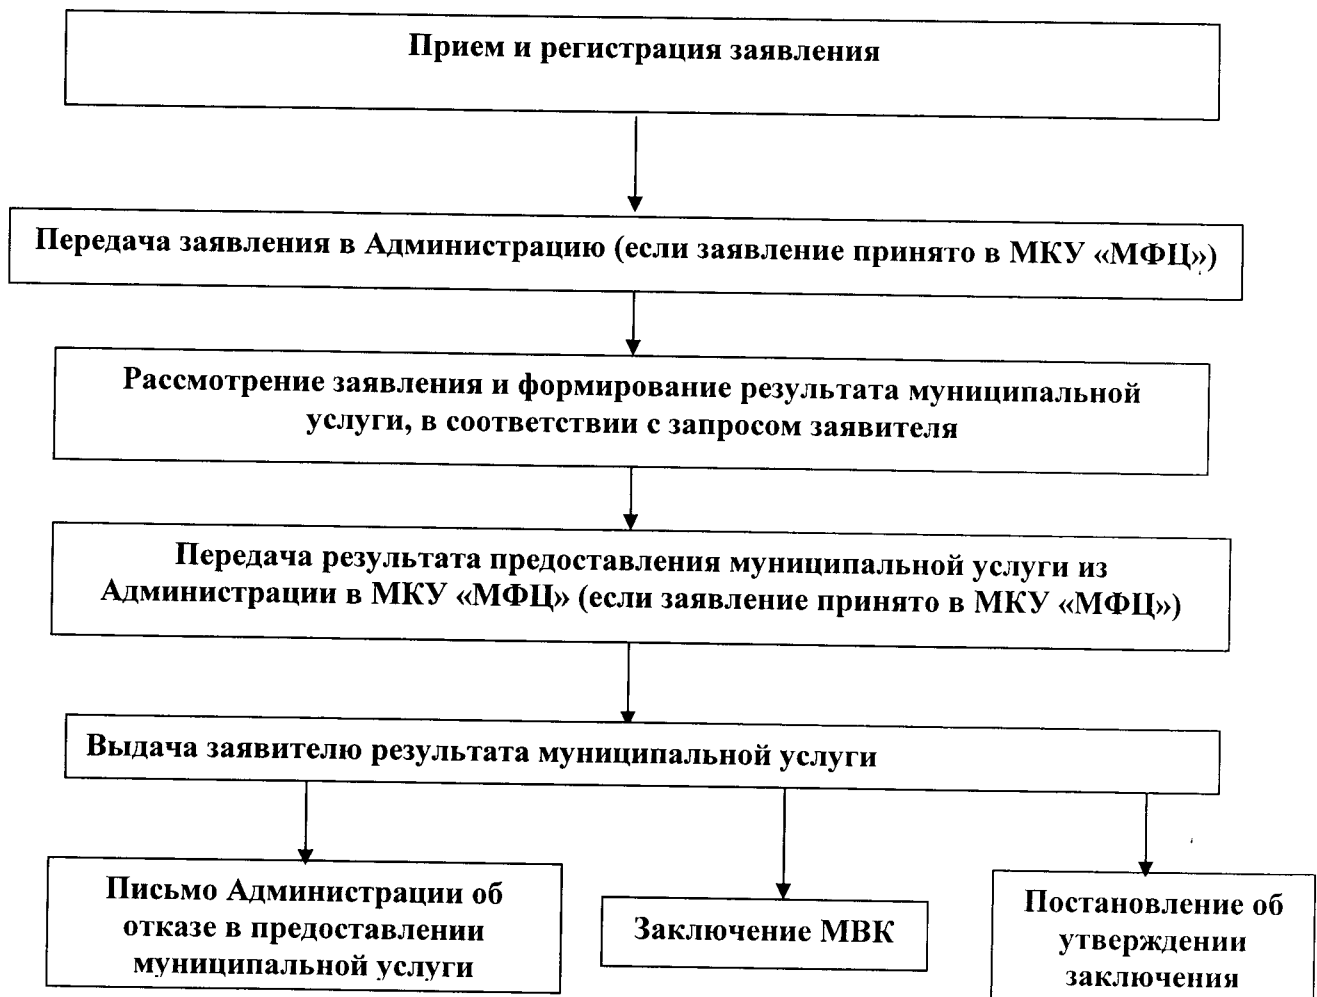 Прием и регистрация заявления
Передача заявления в Администрацию (если заявление принято в МКУ «МФЦ»)
Рассмотрение заявления и формирование результата муниципальной
услуги, в соответствии с запросом заявителя
Передача результата предоставления муниципальной услуги из
Администрации в МКУ «МФЦ» (если заявление принято в МКУ «МФЦ»)
Выдача заявителю результата муниципальной услуги
Письмо Администрации об
отказе в предоставлении
муниципальной услуги
Заключение МВК
Постановление об
утверждении
заключения